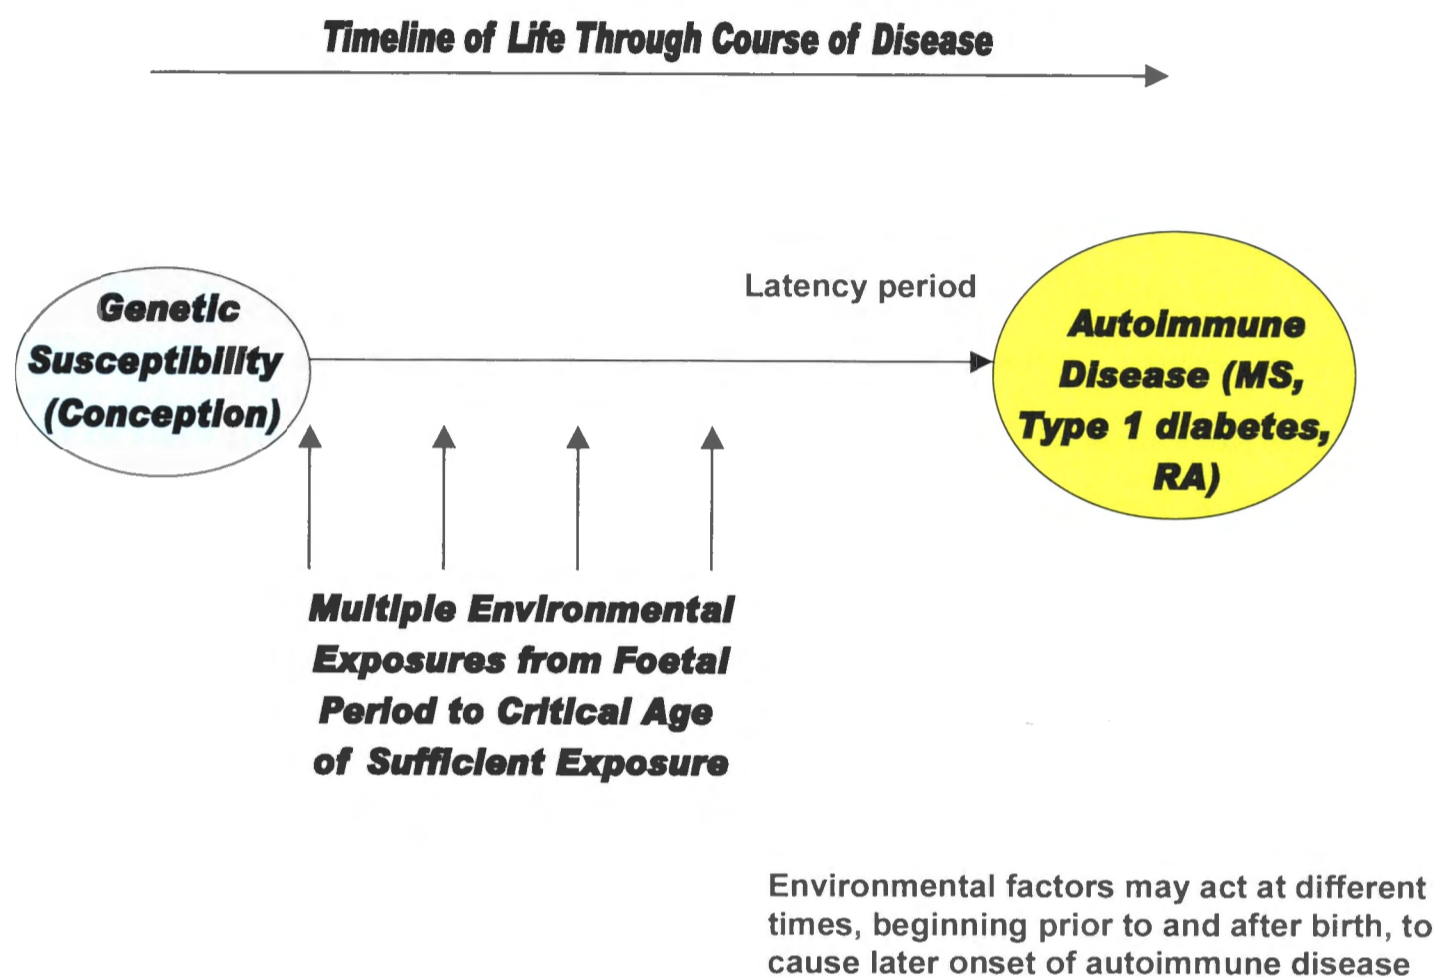 Timeline of Life Through Course of Disease
Latency period
Genetic
Susceptibility
(Conception)
Autoimmune
Disease (MS,
Type 1 diabetes,
RA)
Multiple Environmental
Exposures from Foetal
Period to Critical Age
of Sufficient Exposure
Environmental factors may act at different
times, beginning prior to and after birth, to
cause later onset of autoimmune disease